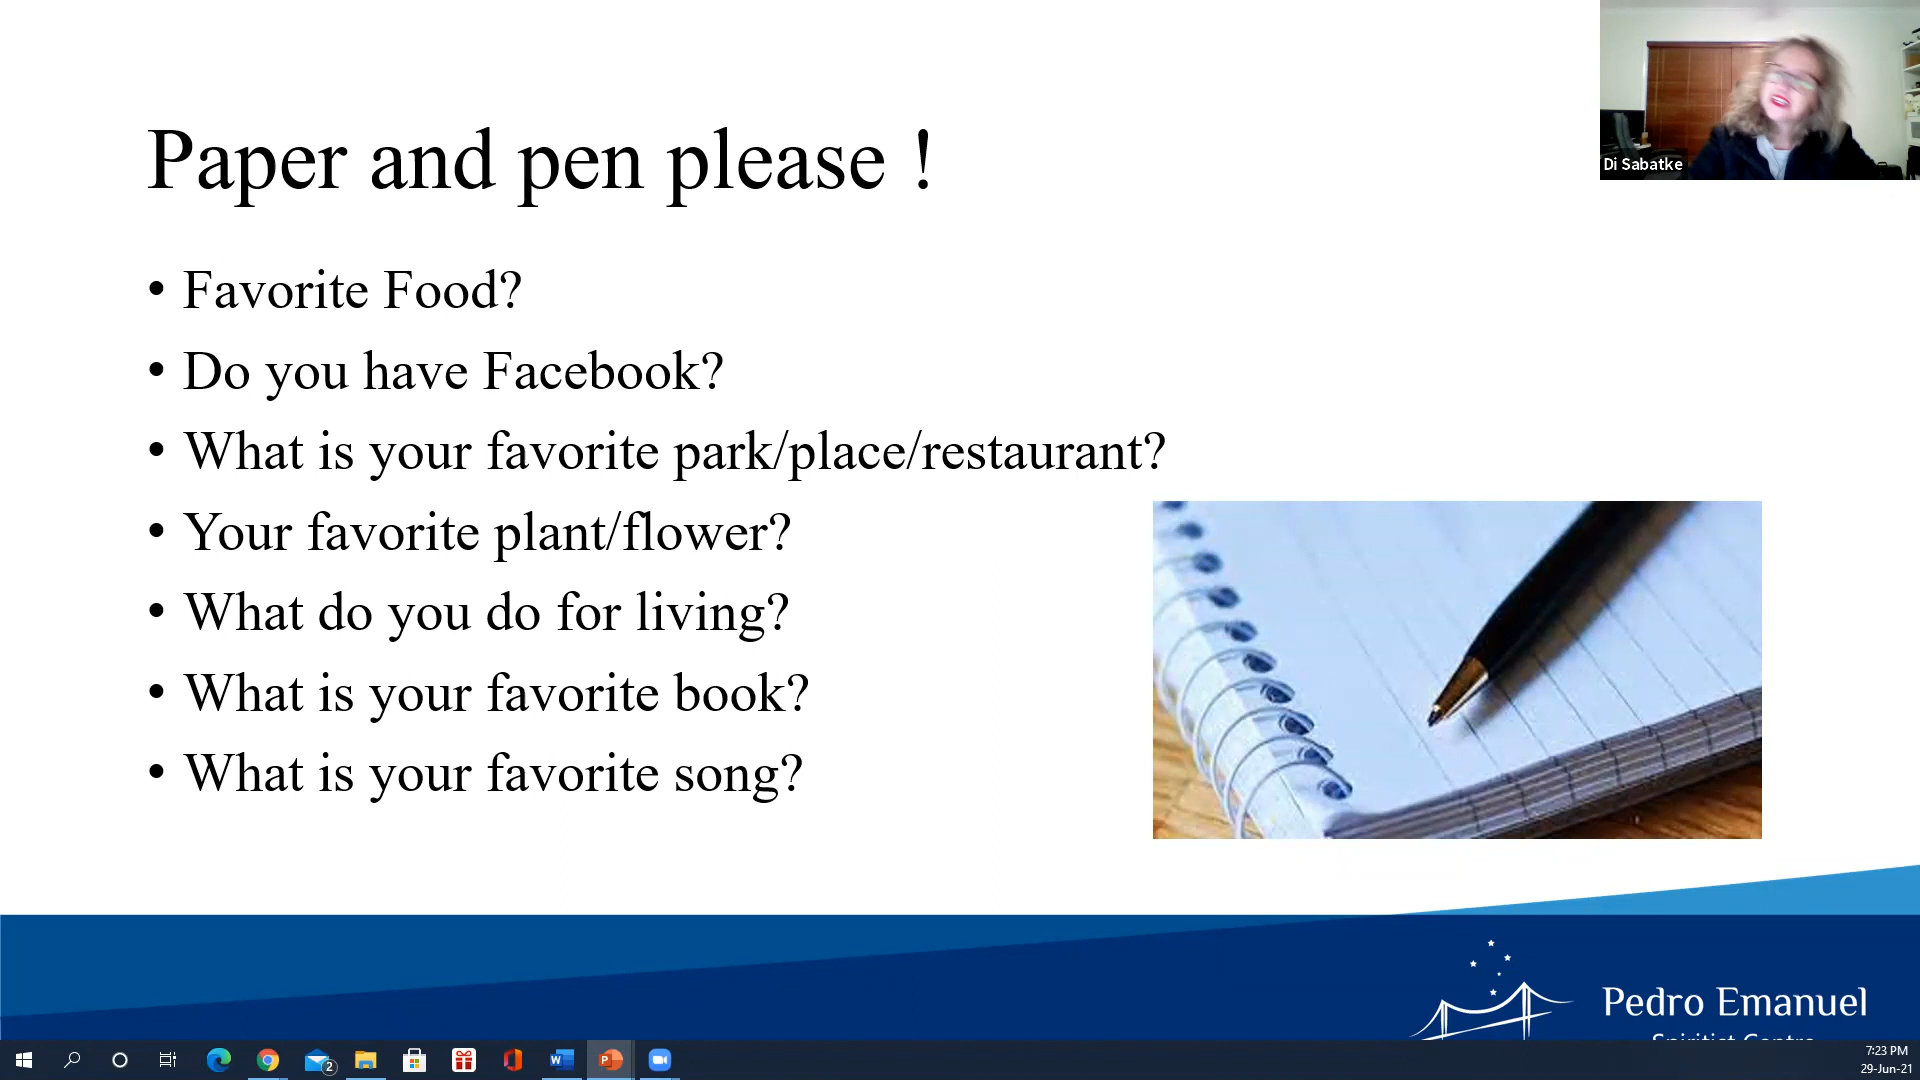 Di Sabatke
Paper and pen please !
• Favorite Food?
• Do you have Facebook?
• What is your favorite park/place/restaurant?
• Your favorite plant/flower?
• What do you do for living?
• What is your favorite book?
• What is your favorite song?
Pedro Emanuel
Spiritist Centre
2
7:23 PM
29-Jun-21